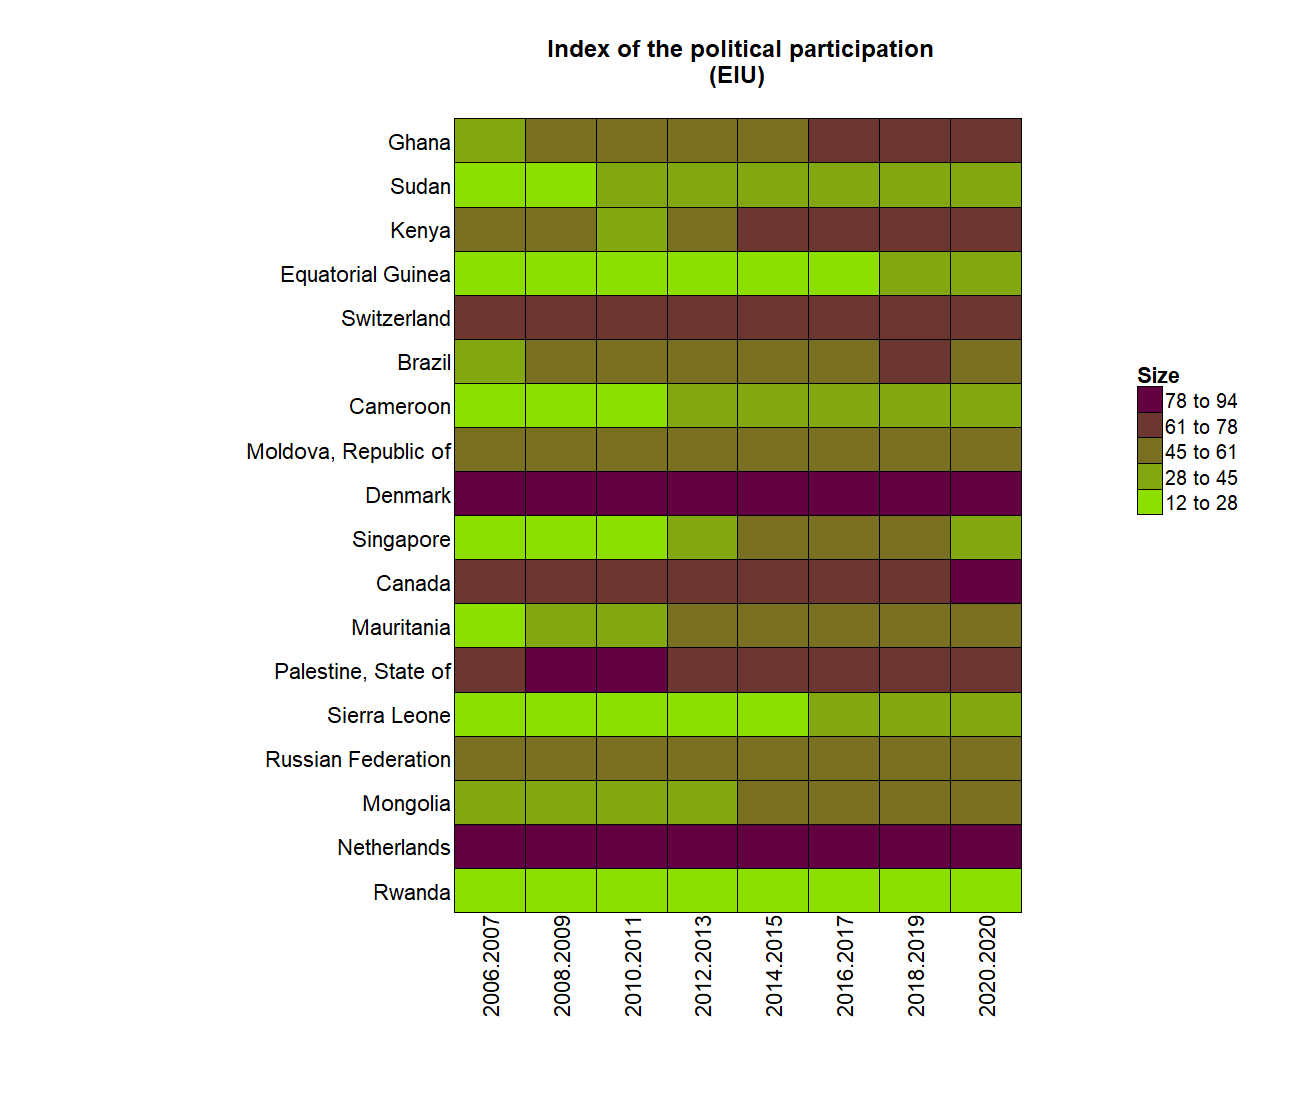 Index of the political participation
(EIU)
Ghana
Sudan
Kenya
Equatorial Guinea
Switzerland
Brazil
Cameroon
Moldova, Republic of
Denmark
Singapore
Canada
Mauritania
Palestine, State of
Sierra Leone
Russian Federation
Mongolia
Netherlands
Rwanda
2006.2007
2008.2009
2010.2011
2012.2013
2014.2015
2016.2017
2018.2019
2020.2020
Size
78 to 94
61 to 78
45 to 61
28 to 45
12 to 28